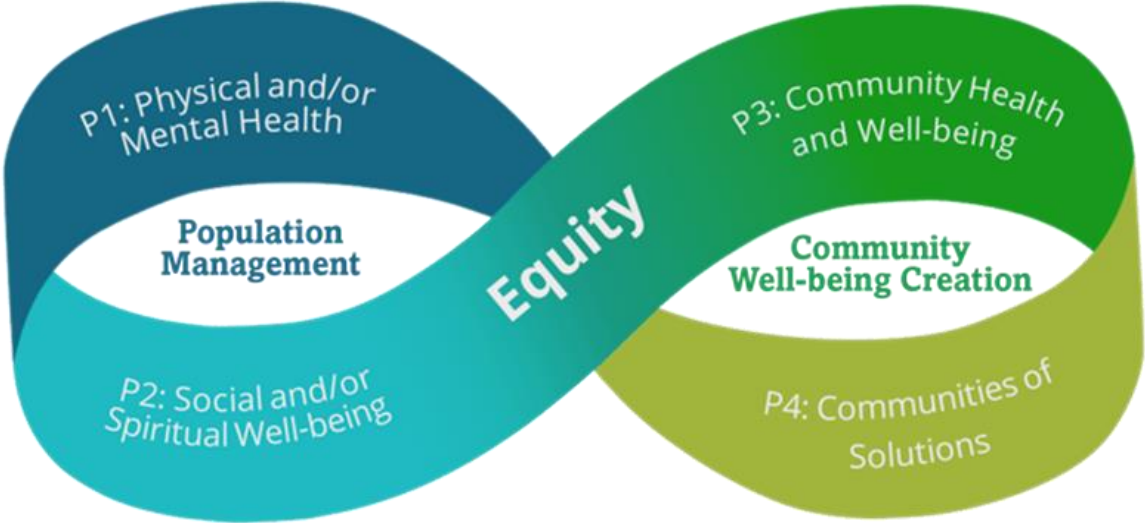 P1: Physical and/or
Mental Health
Population
Management
P2: Social and/or
Spiritual Well-being
Equity
P3: Community Health
and Well-being
Community
Well-being Creation
P4: Communities of
Solutions